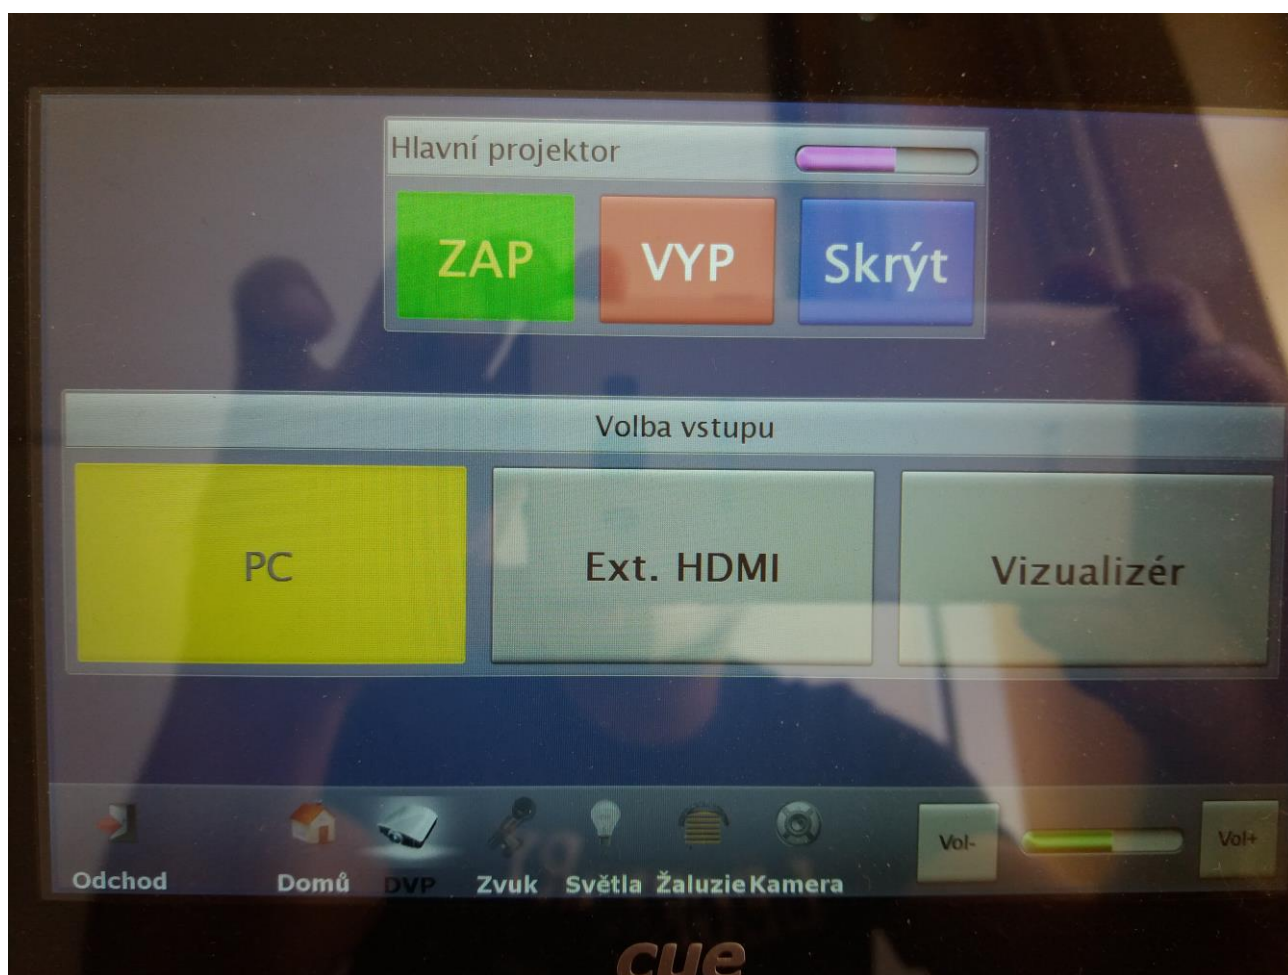 Hlavní projektor
ZAP VYP Skrýt
Volba vstupu
PC Ext. HDMI Vizualizér
Vol- Vol+
Odchod Domů DVP Zvuk Světla Žaluzie Kamera
cue